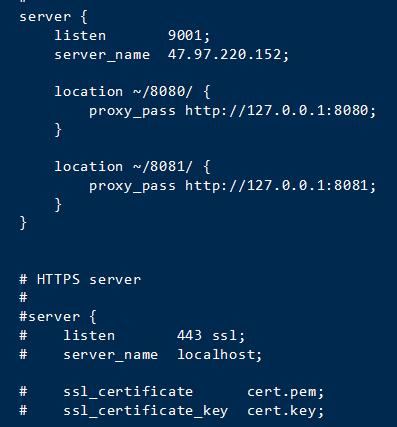 #
server {
    listen       9001;
    server_name  47.97.220.152;

    location ~/8080/ {
        proxy_pass http://127.0.0.1:8080;
    }

    location ~/8081/ {
        proxy_pass http://127.0.0.1:8081;
    }
}


# HTTPS server
#
#server {
#    listen       443 ssl;
#    server_name  localhost;

#    ssl_certificate      cert.pem;
#    ssl_certificate_key  cert.key;